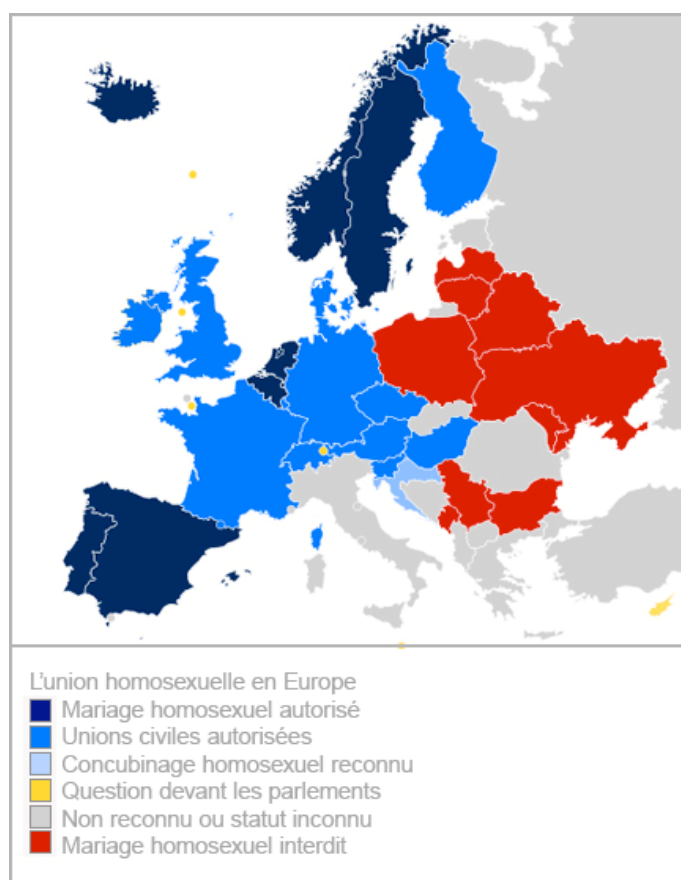 L'union homosexuelle en Europe
Mariage homosexuel autorisé
Unions civiles autorisées
Concubinage homosexuel reconnu
Question devant les parlements
Non reconnu ou statut inconnu
Mariage homosexuel interdit